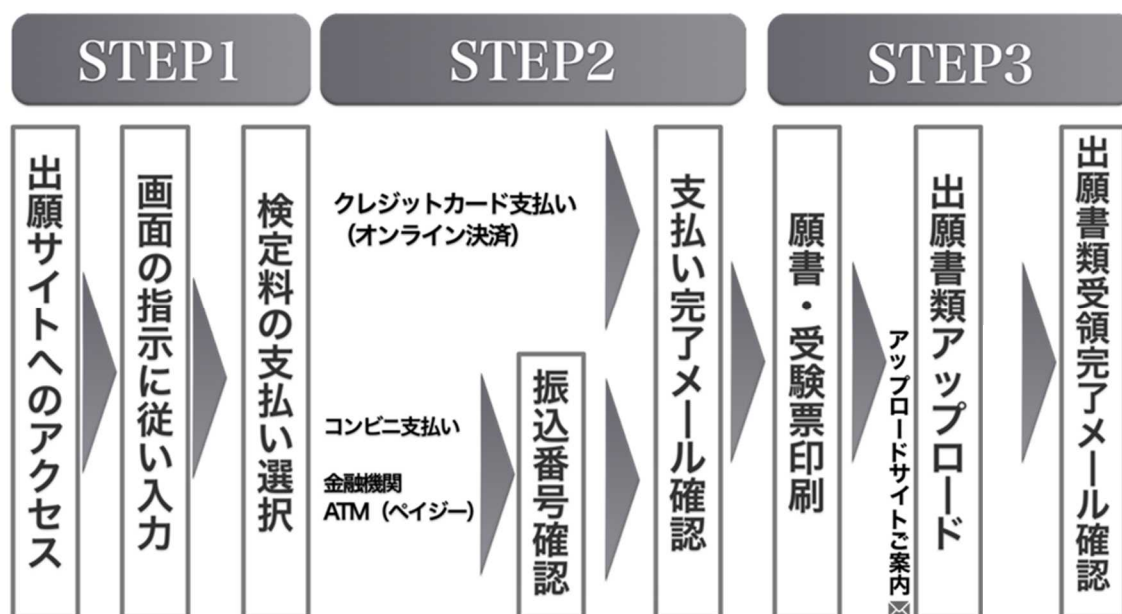 STEP1
STEP2
STEP3
出願サイトへのアクセス
画面の指示に従い入力
検定料の支払い選択
クレジットカード支払い
（オンライン決済）
コンビニ支払い
金融機関
ATM（ペイジー）
振込番号確認
支払い完了メール確認
願書・受験票印刷
アップロードサイトご案内
出願書類アップロード
出願書類受領完了メール確認